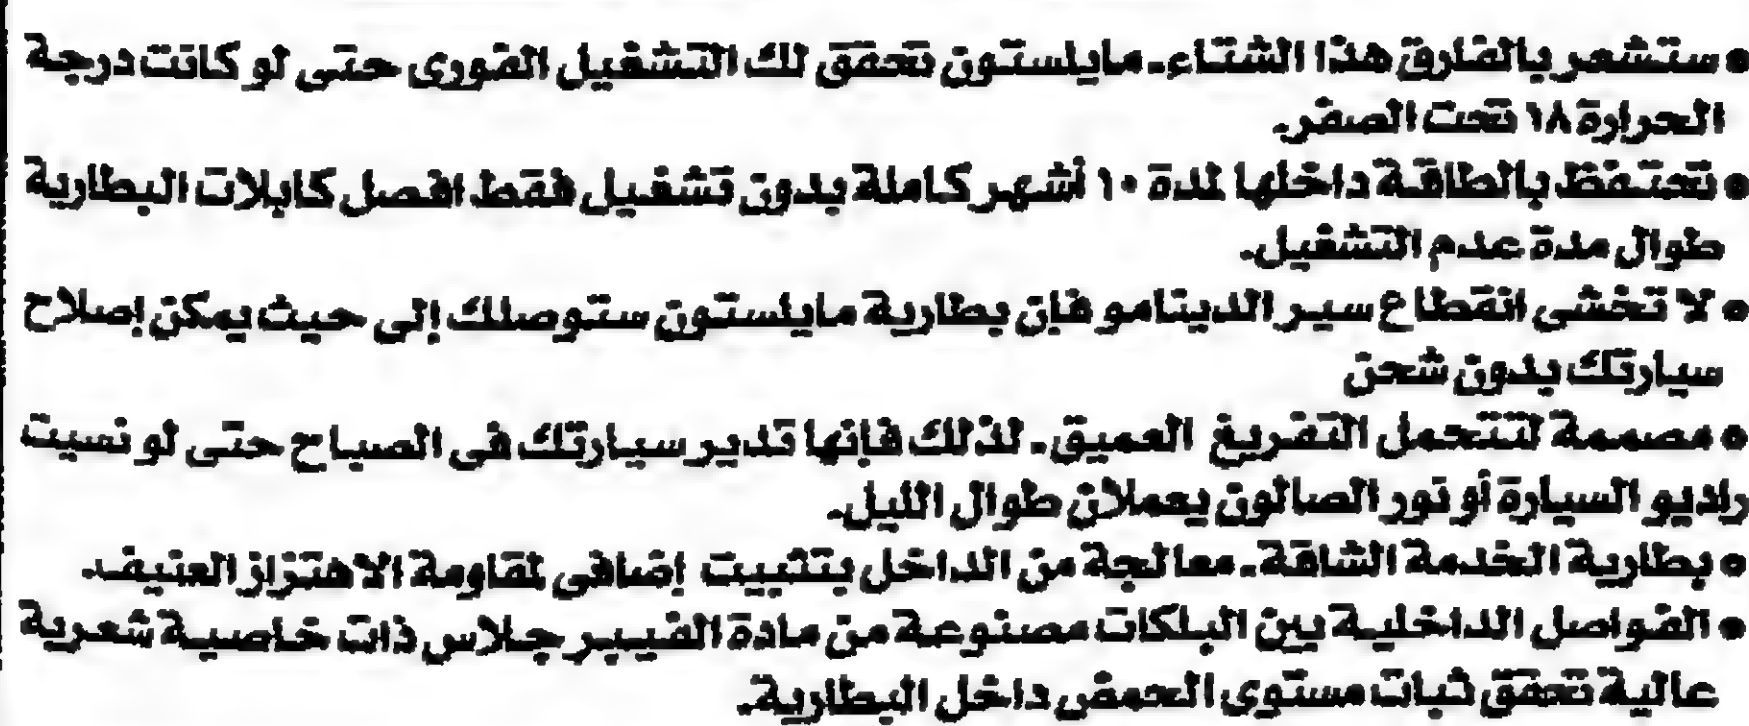 • ستشعر بالفارق هذا الشتاء. مايلستون تحقق لك التشغيل الفورى حتى لو كانت درجة
الحرارة ١٨ تحت الصفر.
• تحتفظ بالطاقة داخلها لمدة ١٠ أشهر كاملة بدون تشغيل فقط افصل كابلات البطارية
طوال مدة عدم التشغيل.
• لا تخشى انقطاع سير الدينامو فإن بطارية مايلستون ستوصلك إلى حيث يمكن إصلاح
سيارتك بدون شحن
• مصممة لتتحمل التفريغ العميق. لذلك فإنها تدير سيارتك فى الصباح حتى لو نسيت
راديو السيارة أو نور الصالون يعملان طوال الليل.
• بطارية الخدمة الشاقة. معالجة من الداخل بتثبيت إضافى لمقاومة الاهتزاز العنيف.
• الفواصل الداخلية بين البلكات مصنوعة من مادة الفيبر جلاس ذات خاصية شعرية
عالية تحقق ثبات مستوى الحمض داخل البطارية.